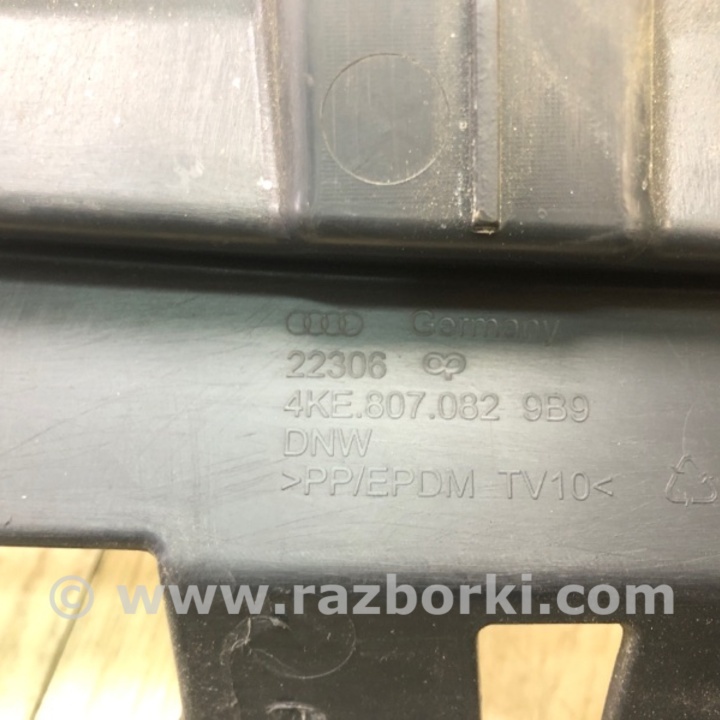 Germany
22306
4KE.807.082 9B9
DNW
>PP/EPDM TV10<
© www.razborki.com